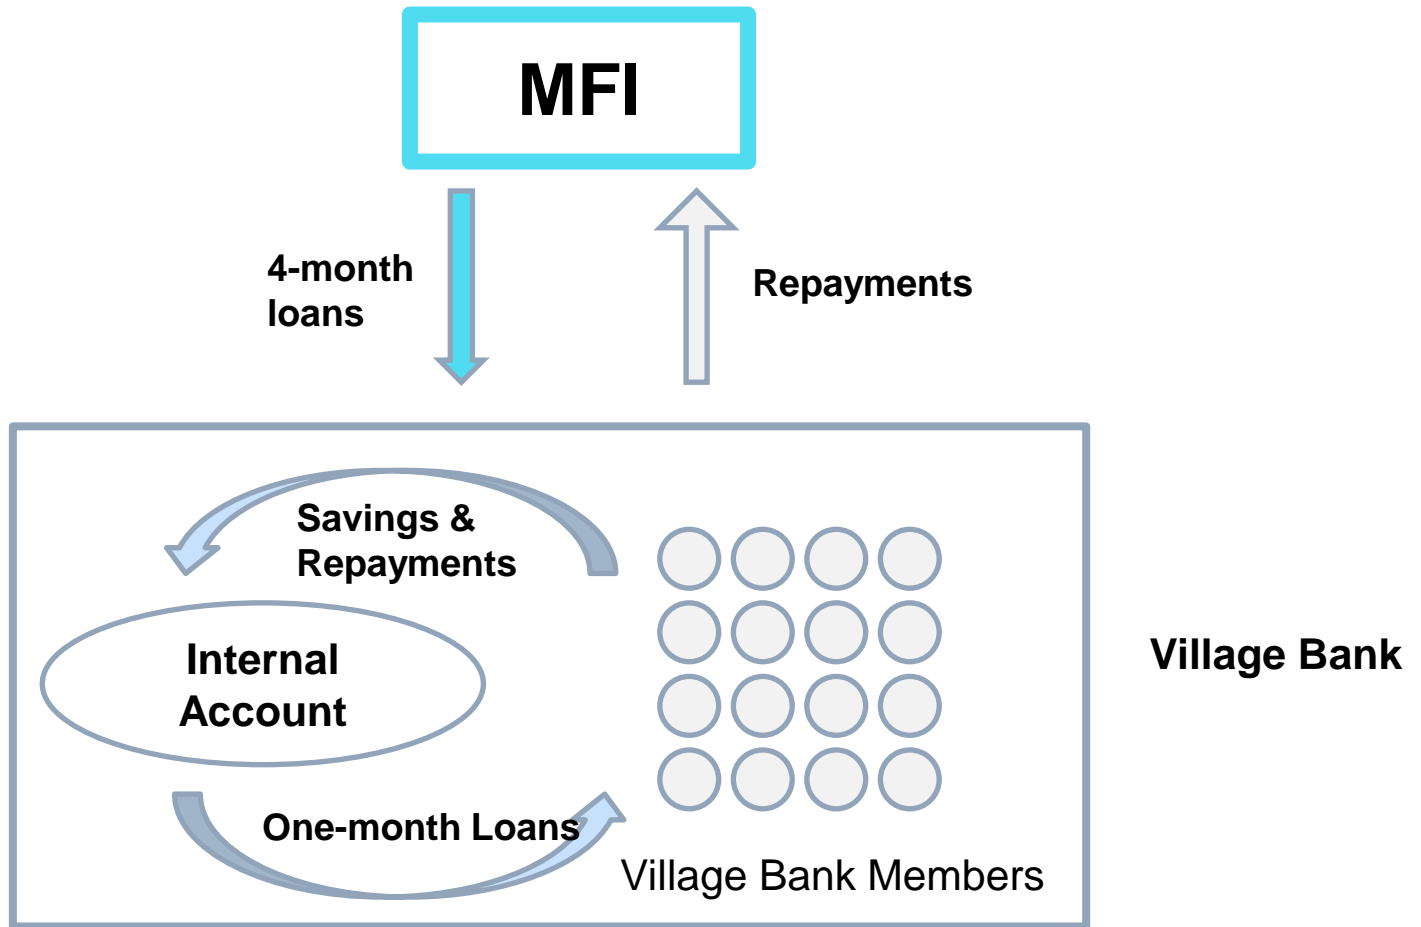 MFI
4-month
loans
Repayments
Savings &
Repayments
Internal
Account
Village Bank
One-month Loans
Village Bank Members